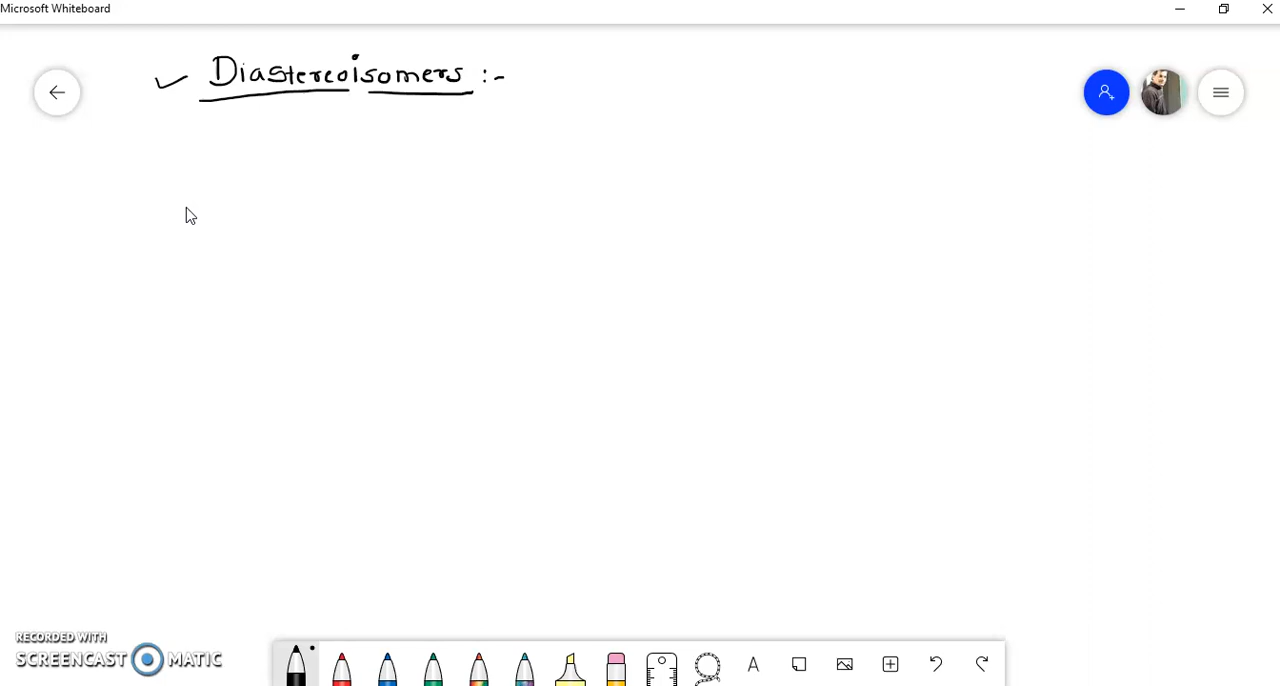 Microsoft Whiteboard
✓ Diastereoisomers :-
A
RECORDED WITH
SCREENCAST MATIC